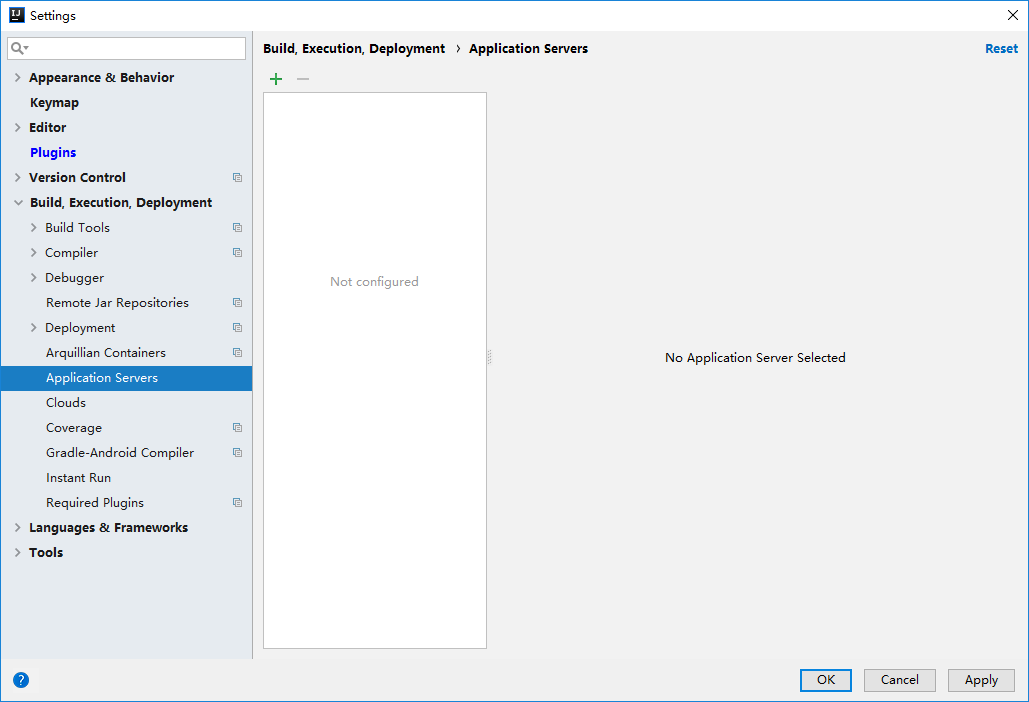 Settings
Build, Execution, Deployment › Application Servers
Reset
Appearance & Behavior
Keymap
Editor
Plugins
Version Control
Build, Execution, Deployment
Build Tools
Compiler
Debugger
Remote Jar Repositories
Deployment
Arquillian Containers
Application Servers
Clouds
Coverage
Gradle-Android Compiler
Instant Run
Required Plugins
Languages & Frameworks
Tools
Not configured
No Application Server Selected
?
OK
Cancel
Apply